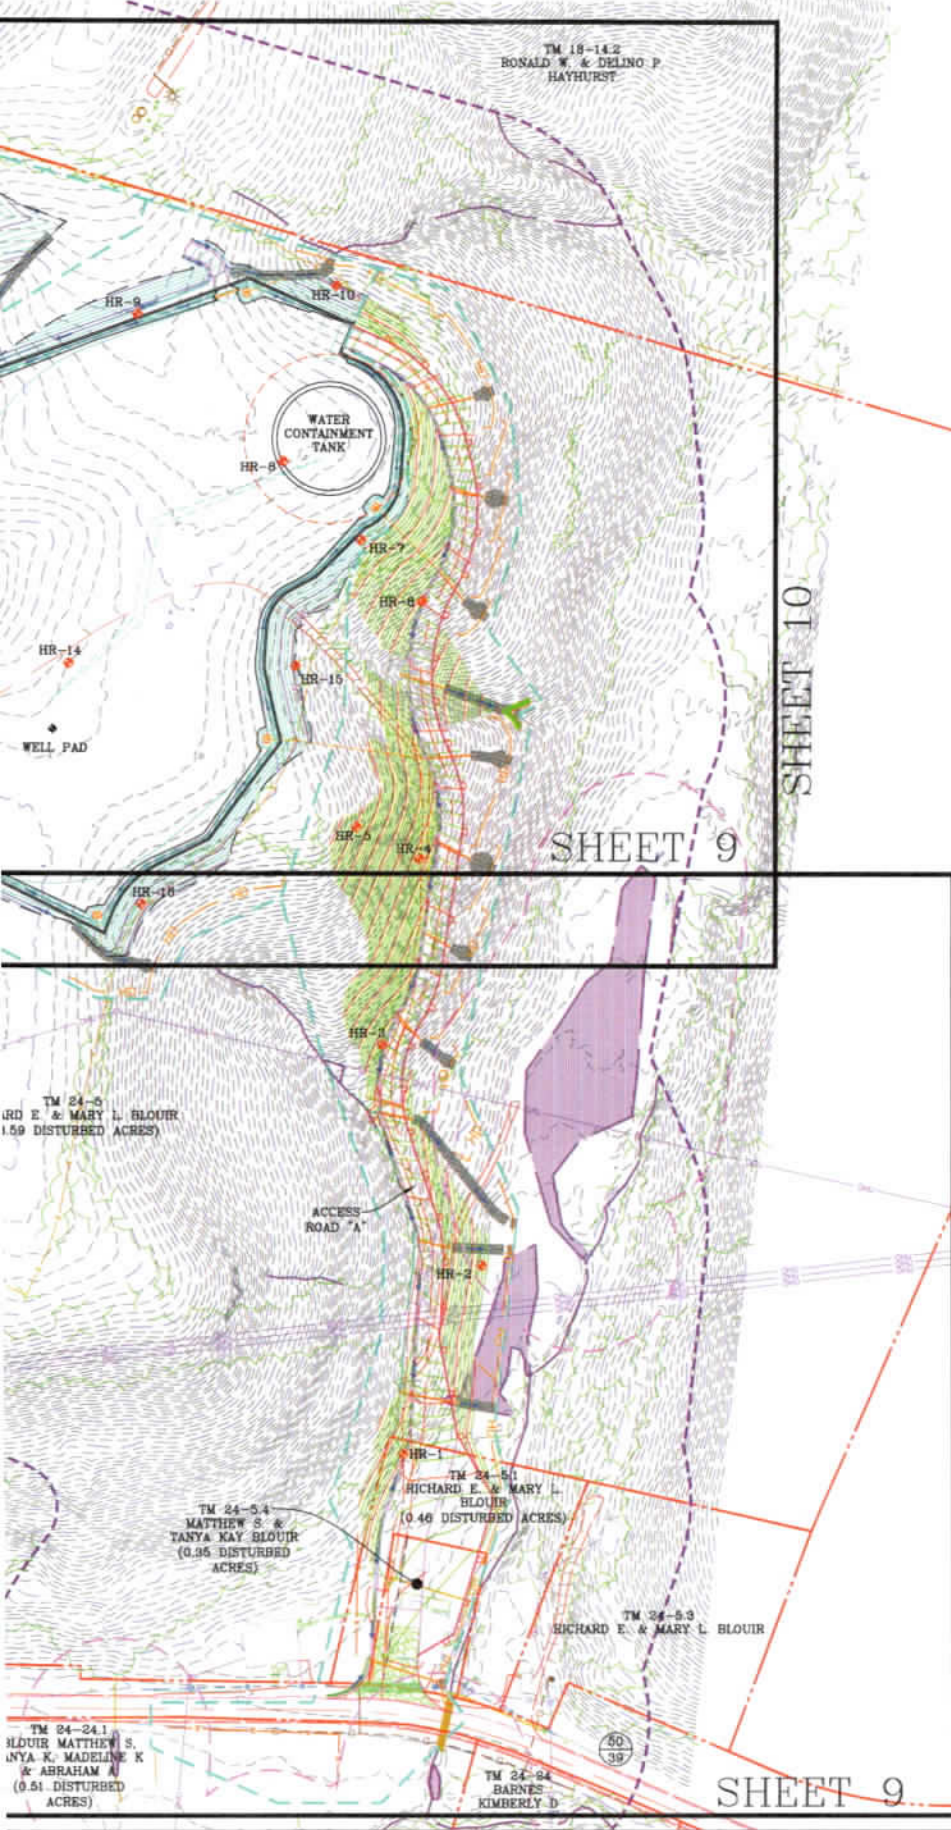 TM 18-14.2
RONALD W. & DELINO P
HAYHURST
HR-9
HR-10
WATER
CONTAINMENT
TANK
HR-8
HR-7
HR-6
HR-14
HR-15
WELL PAD
SHEET 10
HR-5
HR-4
SHEET 9
HR-16
HR-3
TM 24-5
ARD E. & MARY L. BLOUIR
1.59 DISTURBED ACRES)
ACCESS
ROAD "A"
HR-2
HR-1
TM 24-5.1
RICHARD E. & MARY L.
BLOUIR
(0.46 DISTURBED ACRES)
TM 24-5.4
MATTHEW S. &
TANYA KAY BLOUIR
(0.35 DISTURBED
ACRES)
TM 24-5.3
RICHARD E. & MARY L. BLOUIR
TM 24-24.1
BLOUIR MATTHEW S,
ANYA K, MADELINE K
& ABRAHAM A
(0.51 DISTURBED
ACRES)
50
39
TM 24-24
BARNES
KIMBERLY D
SHEET 9